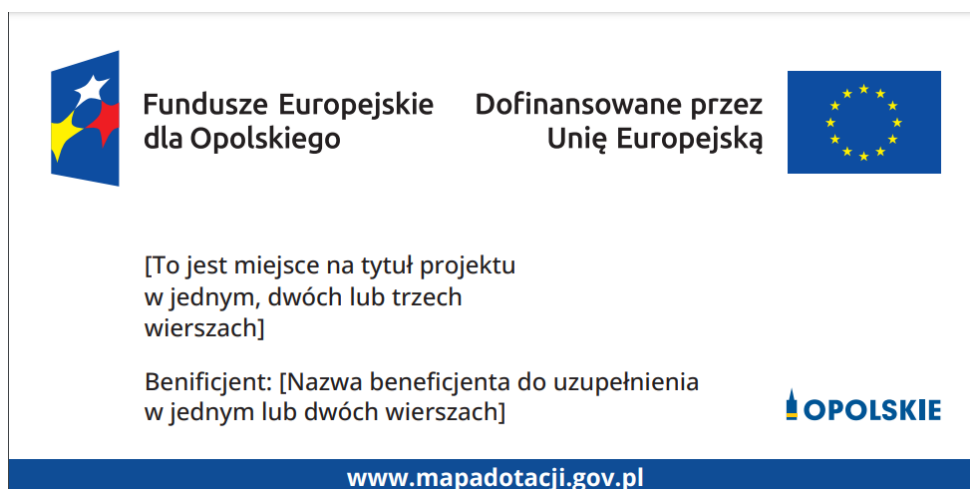 Fundusze Europejskie
dla Opolskiego
Dofinansowane przez
Unię Europejską
[To jest miejsce na tytuł projektu
w jednym, dwóch lub trzech
wierszach]
Benificjent: [Nazwa beneficjenta do uzupełnienia
w jednym lub dwóch wierszach]
OPOLSKIE
www.mapadotacji.gov.pl